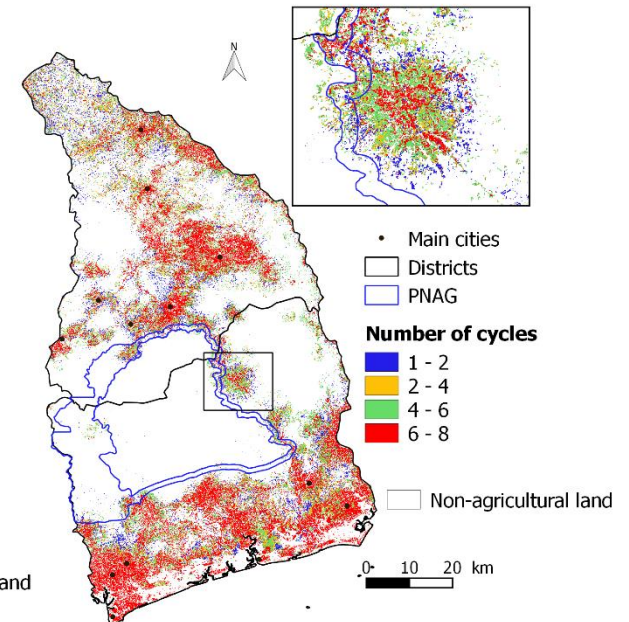 N
Main cities
Districts
PNAG
Number of cycles
1 - 2
2 - 4
4 - 6
6 - 8
Non-agricultural land
0 10 20 km
and